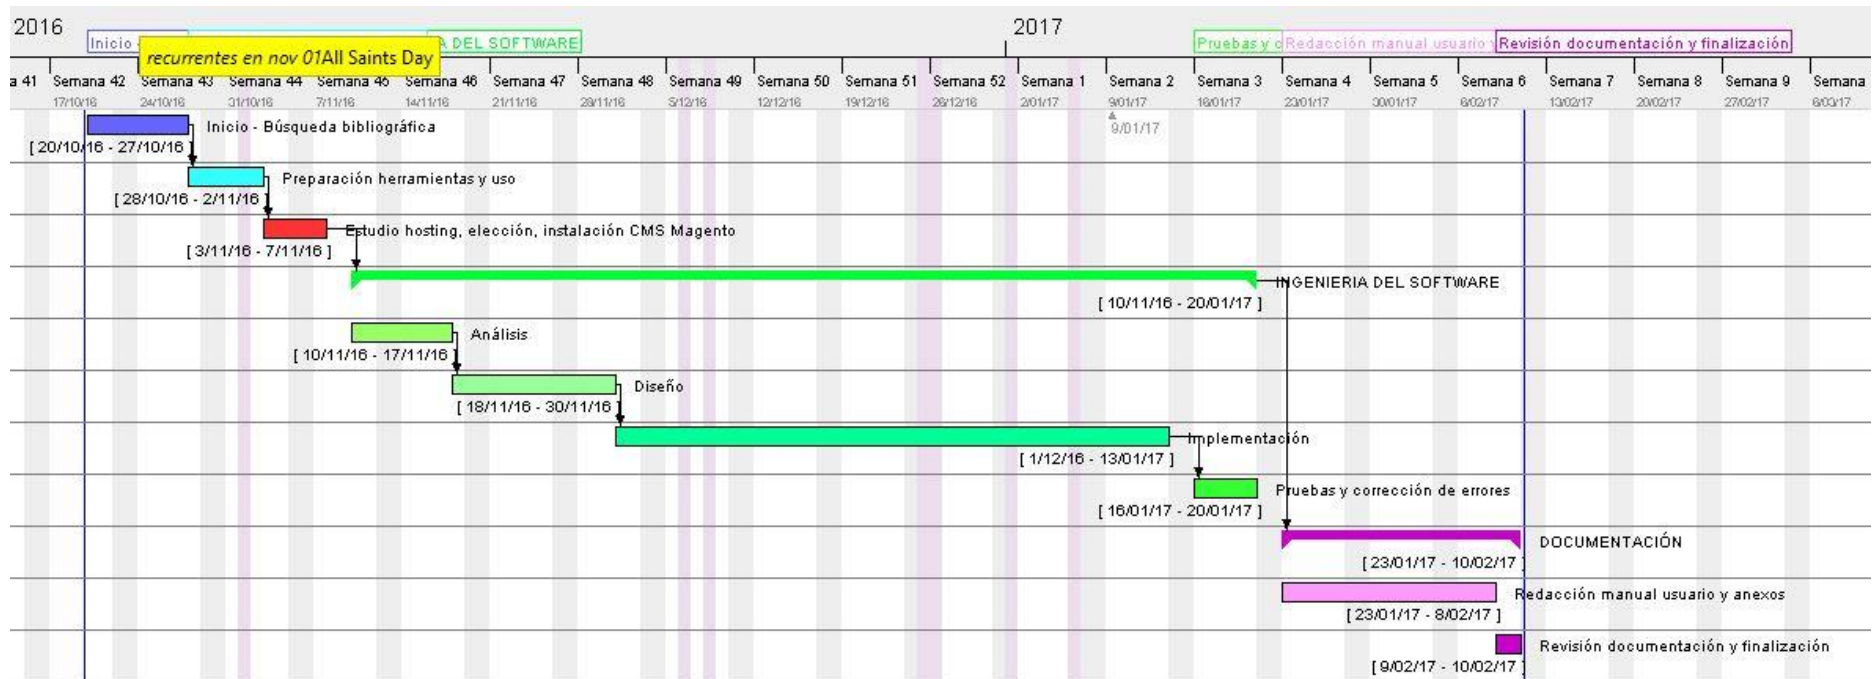 2016
2017
Inicio -
A DEL SOFTWARE
Pruebas y c
Redacción manual usuario y
Revisión documentación y finalización
recurrentes en nov 01All Saints Day
a 41 Semana 42 Semana 43 Semana 44 Semana 45 Semana 46 Semana 47 Semana 48 Semana 49 Semana 50 Semana 51 Semana 52 Semana 1 Semana 2 Semana 3 Semana 4 Semana 5 Semana 6 Semana 7 Semana 8 Semana 9 Semana
17/10/16 24/10/16 31/10/16 7/11/16 14/11/16 21/11/16 28/11/16 5/12/16 12/12/16 19/12/16 26/12/16 2/01/17 9/01/17 16/01/17 23/01/17 30/01/17 6/02/17 13/02/17 20/02/17 27/02/17 6/03/17
9/01/17
Inicio - Búsqueda bibliográfica
[ 20/10/16 - 27/10/16 ]
Preparación herramientas y uso
[ 28/10/16 - 2/11/16 ]
Estudio hosting, elección, instalación CMS Magento
[ 3/11/16 - 7/11/16 ]
INGENIERIA DEL SOFTWARE
[ 10/11/16 - 20/01/17 ]
Análisis
[ 10/11/16 - 17/11/16 ]
Diseño
[ 18/11/16 - 30/11/16 ]
Implementación
[ 1/12/16 - 13/01/17 ]
Pruebas y corrección de errores
[ 16/01/17 - 20/01/17 ]
DOCUMENTACIÓN
[ 23/01/17 - 10/02/17 ]
Redacción manual usuario y anexos
[ 23/01/17 - 8/02/17 ]
Revisión documentación y finalización
[ 9/02/17 - 10/02/17 ]